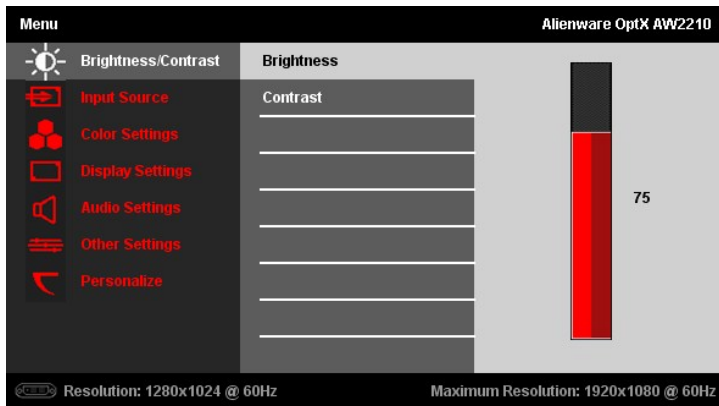 Menu
Alienware OptX AW2210
Brightness/Contrast
Input Source
Color Settings
Display Settings
Audio Settings
Other Settings
Personalize
Brightness
Contrast
75
Resolution: 1280x1024 @ 60Hz
Maximum Resolution: 1920x1080 @ 60Hz